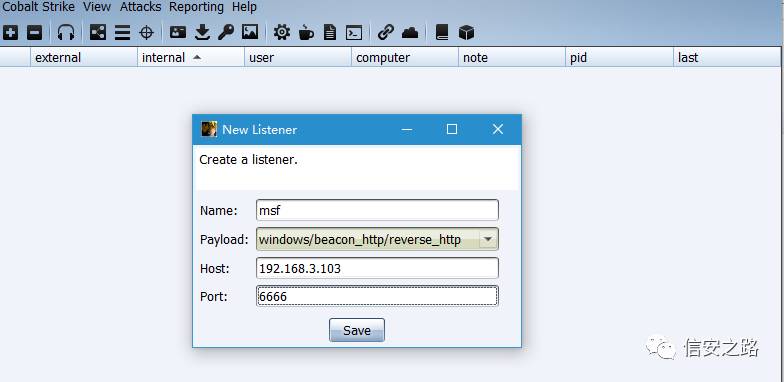 Cobalt Strike View Attacks Reporting Help
external internal user computer note pid last
New Listener
Create a listener.
Name: msf
Payload: windows/beacon_http/reverse_http
Host: 192.168.3.103
Port: 6666
Save
信安之路